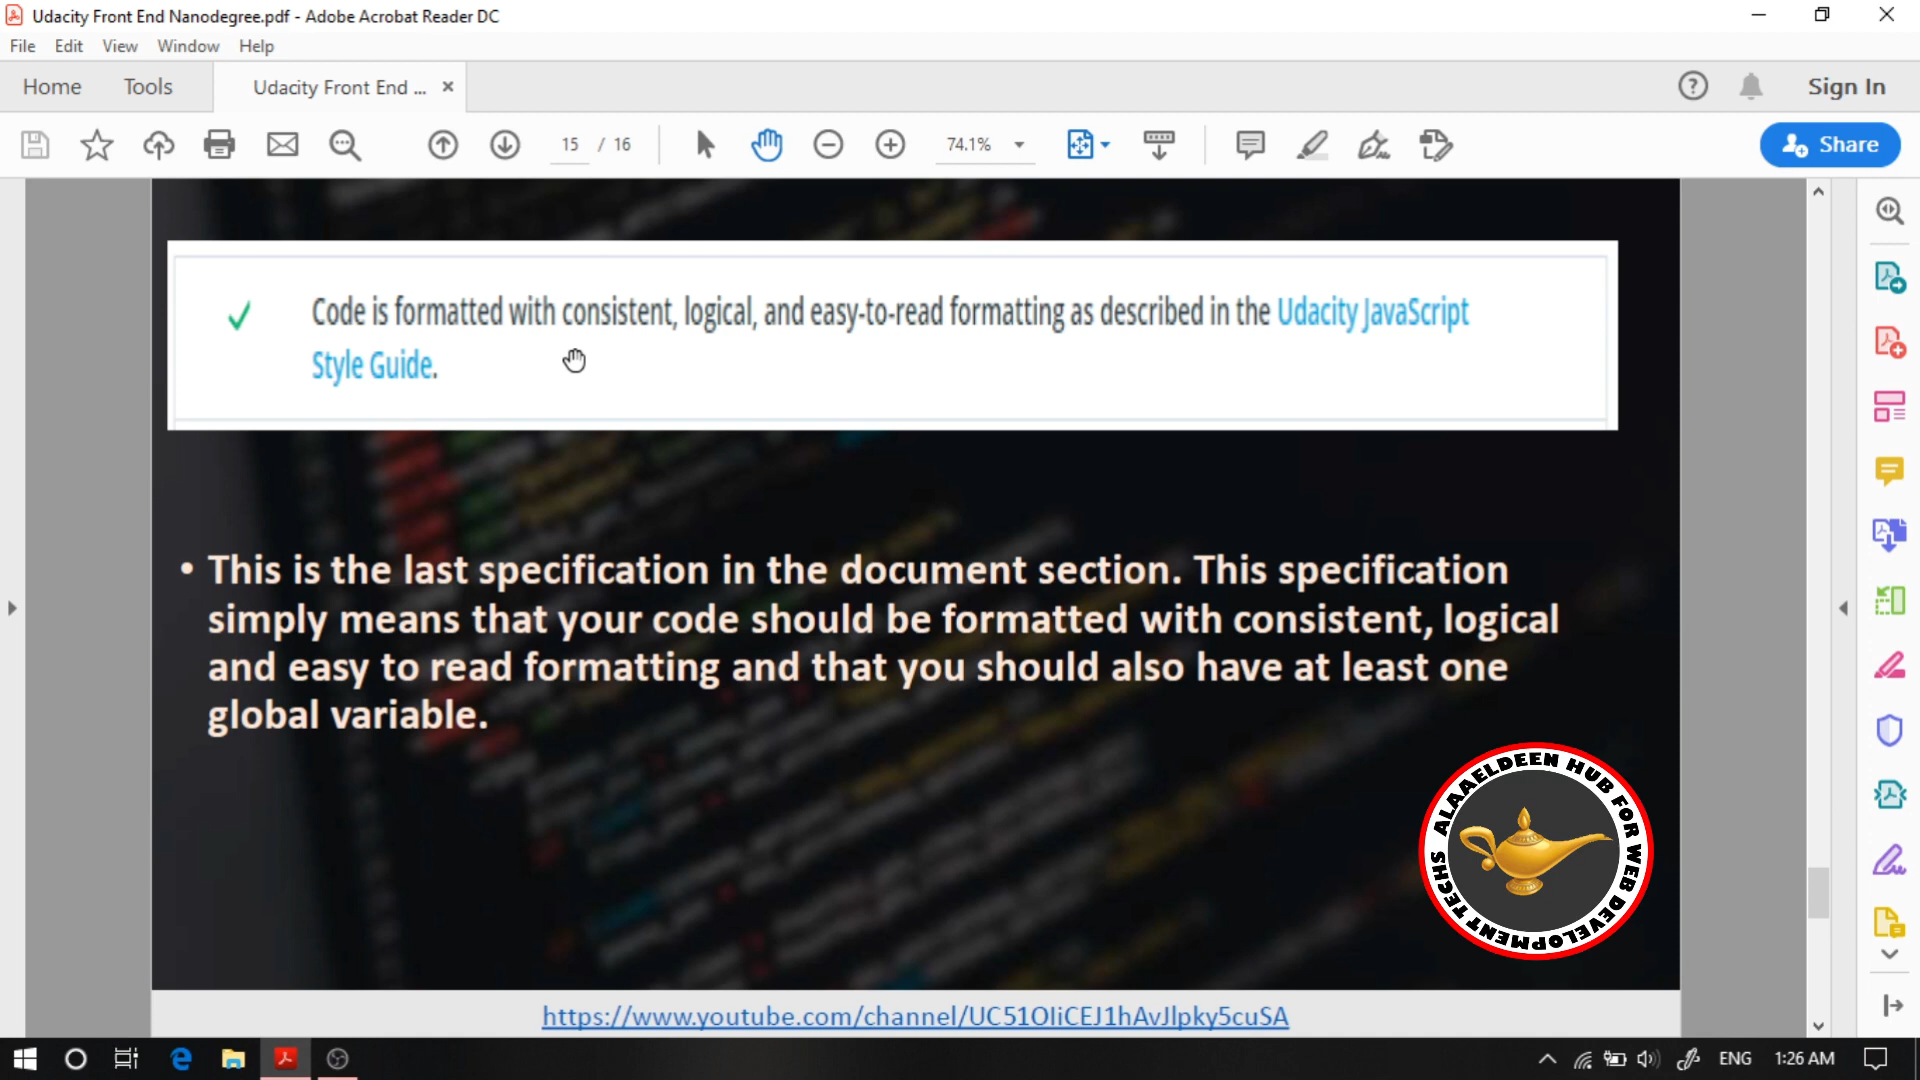 Udacity Front End Nanodegree.pdf - Adobe Acrobat Reader DC
File Edit View Window Help
Home Tools Udacity Front End ... × Sign In
15 / 16 74.1% Share
Code is formatted with consistent, logical, and easy-to-read formatting as described in the Udacity JavaScript
Style Guide.
• This is the last specification in the document section. This specification
simply means that your code should be formatted with consistent, logical
and easy to read formatting and that you should also have at least one
global variable.
ALAAELDEEN HUB FOR WEB DEVELOPMENT TECHS
https://www.youtube.com/channel/UC51OIiCEJ1hAvJlpky5cuSA
ENG 1:26 AM